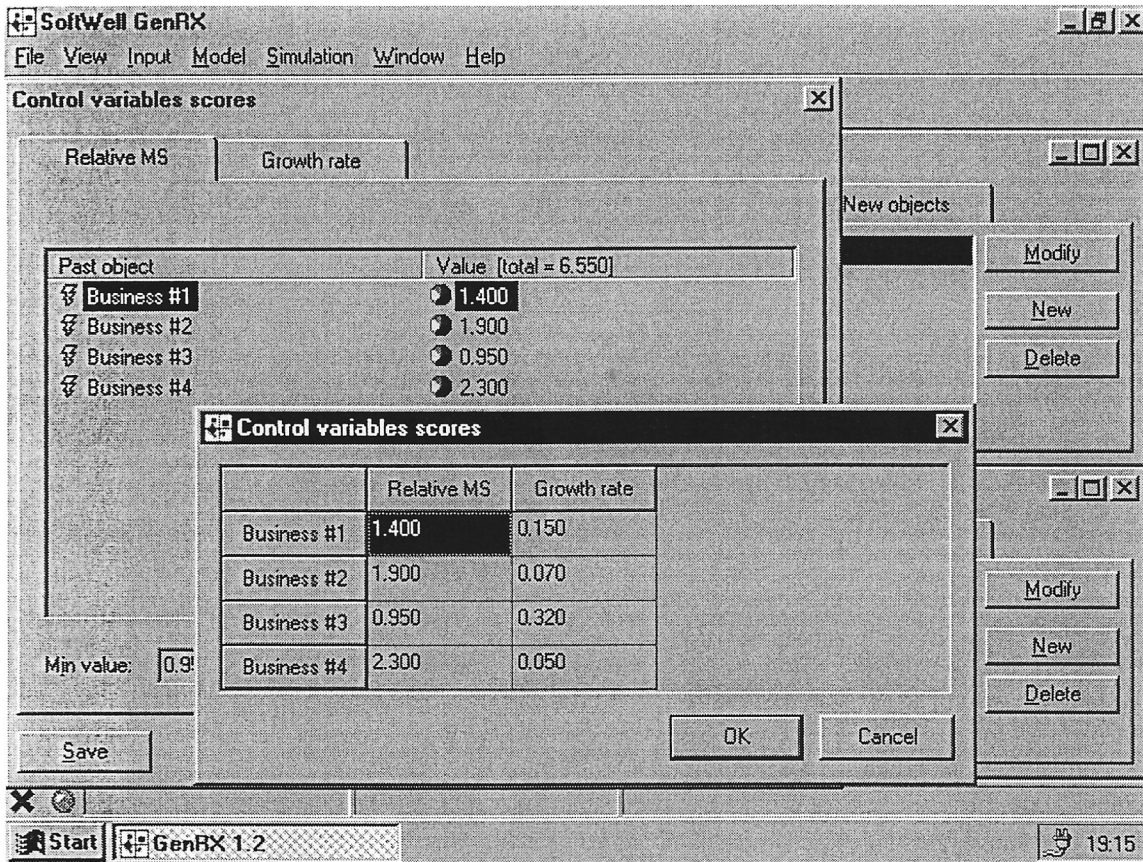 SoftWell GenRX
File View Input Model Simulation Window Help
Control variables scores
Relative MS Growth rate
New objects
Past object Value [total = 6.550]
Business #1 1.400
Business #2 1.900
Business #3 0.950
Business #4 2.300
Modify
New
Delete
Control variables scores
Relative MS Growth rate
Business #1 1.400 0.150
Business #2 1.900 0.070
Business #3 0.950 0.320
Business #4 2.300 0.050
Modify
New
Delete
Min value:
OK Cancel
Save
Start GenRX 1.2 19:15